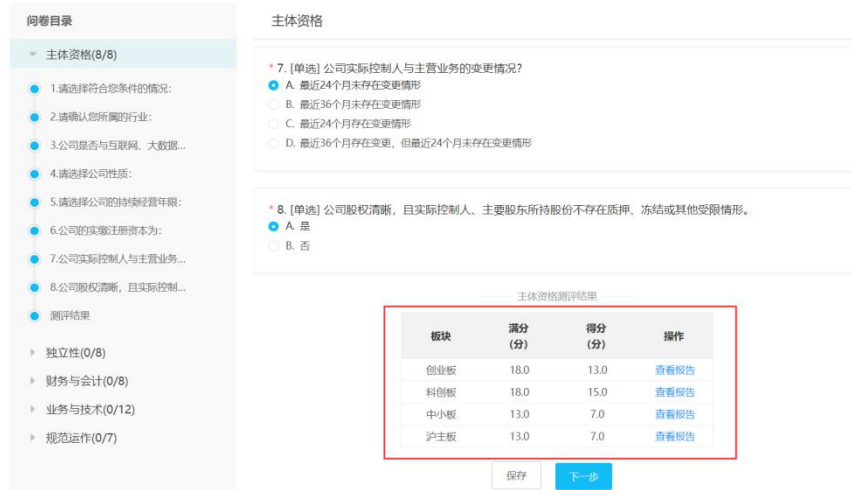 问卷目录
主体资格(8/8)
1.请选择符合您条件的情况:
2.请确认您所属的行业:
3.公司是否与互联网、大数据...
4.请选择公司性质:
5.请选择公司的持续经营年限:
6.公司的实缴注册资本为:
7.公司实际控制人与主营业务...
8.公司股权清晰，且实际控制...
测评结果
独立性(0/8)
财务与会计(0/8)
业务与技术(0/12)
规范运作(0/7)
主体资格
* 7. [单选] 公司实际控制人与主营业务的变更情况?
A. 最近24个月未存在变更情形
B. 最近36个月未存在变更情形
C. 最近24个月存在变更情形
D. 最近36个月存在变更，但最近24个月未存在变更情形
* 8. [单选] 公司股权清晰，且实际控制人、主要股东所持股份不存在质押、冻结或其他受限情形。
A. 是
B. 否
主体资格测评结果
板块 满分(分) 得分(分) 操作
创业板 18.0 13.0 查看报告
科创板 18.0 15.0 查看报告
中小板 13.0 7.0 查看报告
沪主板 13.0 7.0 查看报告
保存 下一步